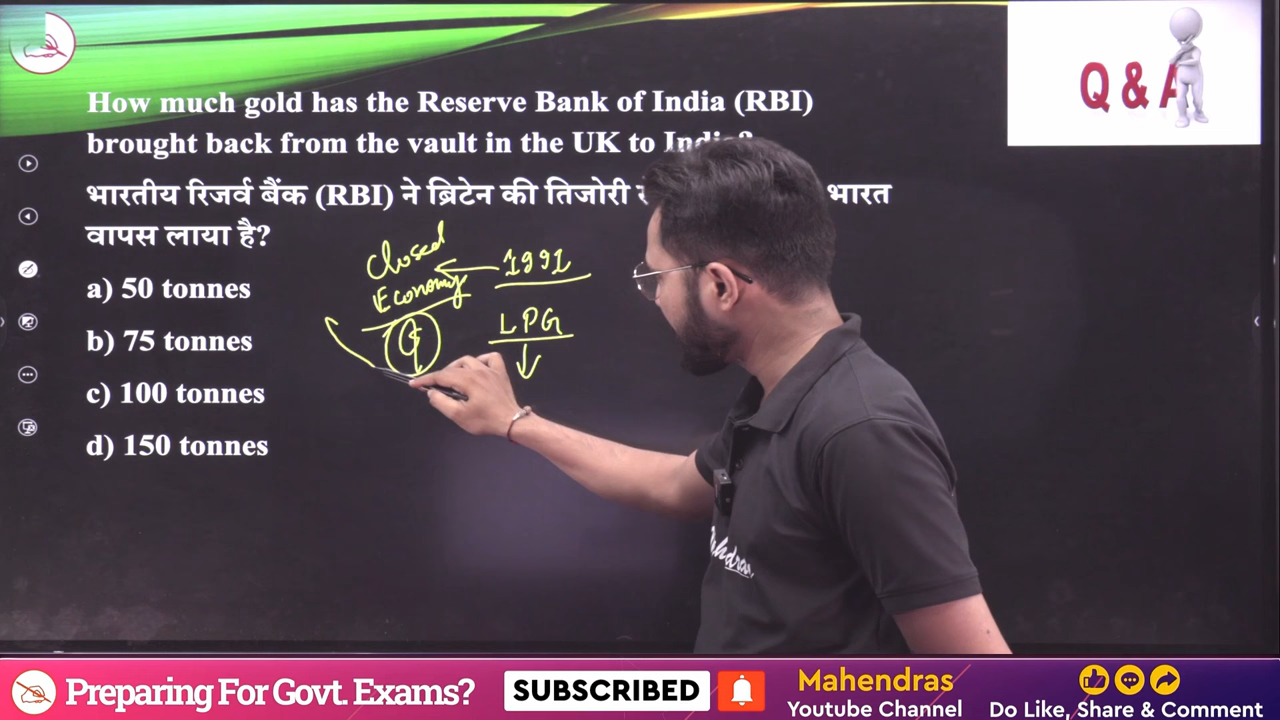 Q & A
How much gold has the Reserve Bank of India (RBI)
brought back from the vault in the UK to India?
भारतीय रिजर्व बैंक (RBI) ने ब्रिटेन की तिजोरी भारत
वापस लाया है?
Closed
Economy
1991
LPG
a) 50 tonnes
b) 75 tonnes
c) 100 tonnes
d) 150 tonnes
Preparing For Govt. Exams?
SUBSCRIBED
Mahendras
Youtube Channel
Do Like, Share & Comment